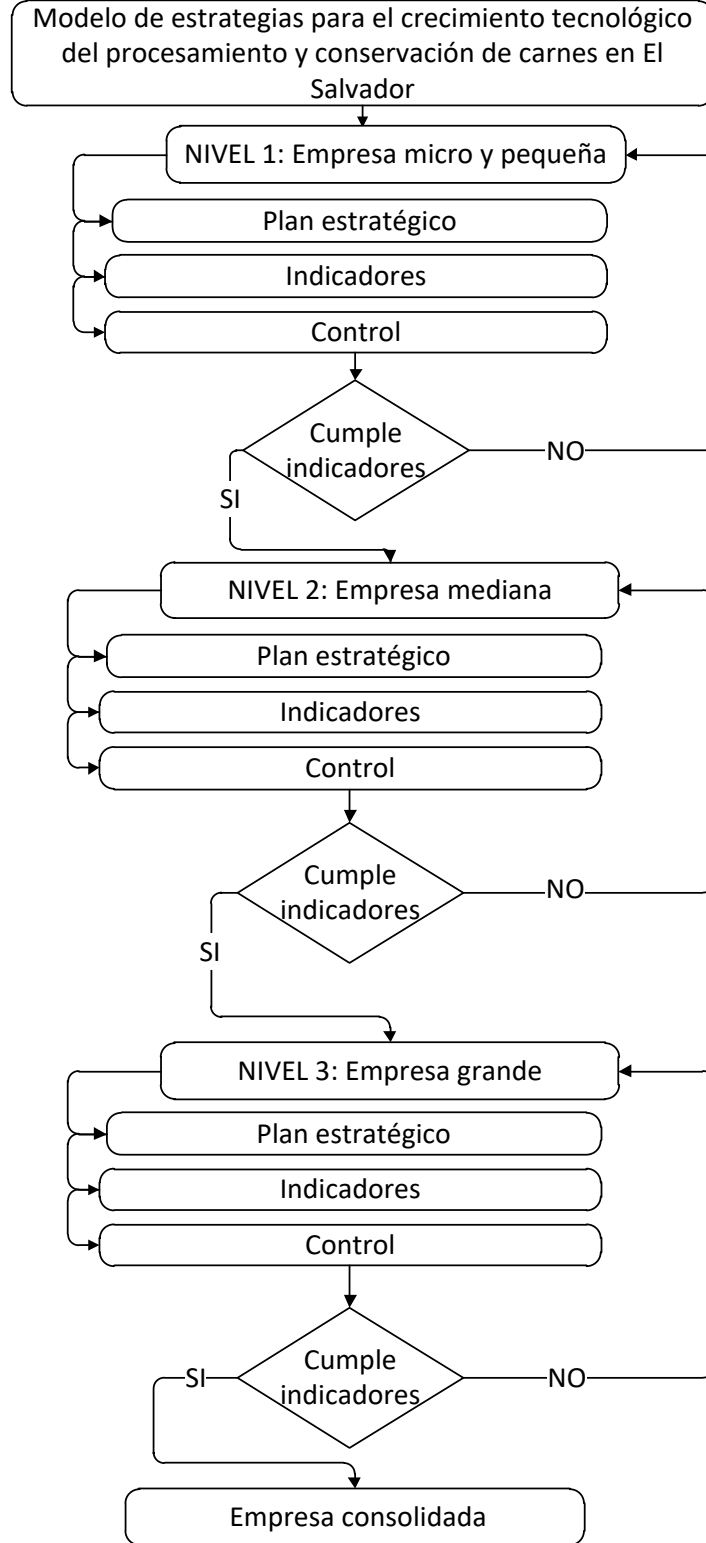 Modelo de estrategias para el crecimiento tecnológico
del procesamiento y conservación de carnes en El
Salvador
NIVEL 1: Empresa micro y pequeña
Plan estratégico
Indicadores
Control
Cumple
indicadores
NO
SI
NIVEL 2: Empresa mediana
Plan estratégico
Indicadores
Control
Cumple
indicadores
NO
SI
NIVEL 3: Empresa grande
Plan estratégico
Indicadores
Control
Cumple
indicadores
SI
NO
Empresa consolidada